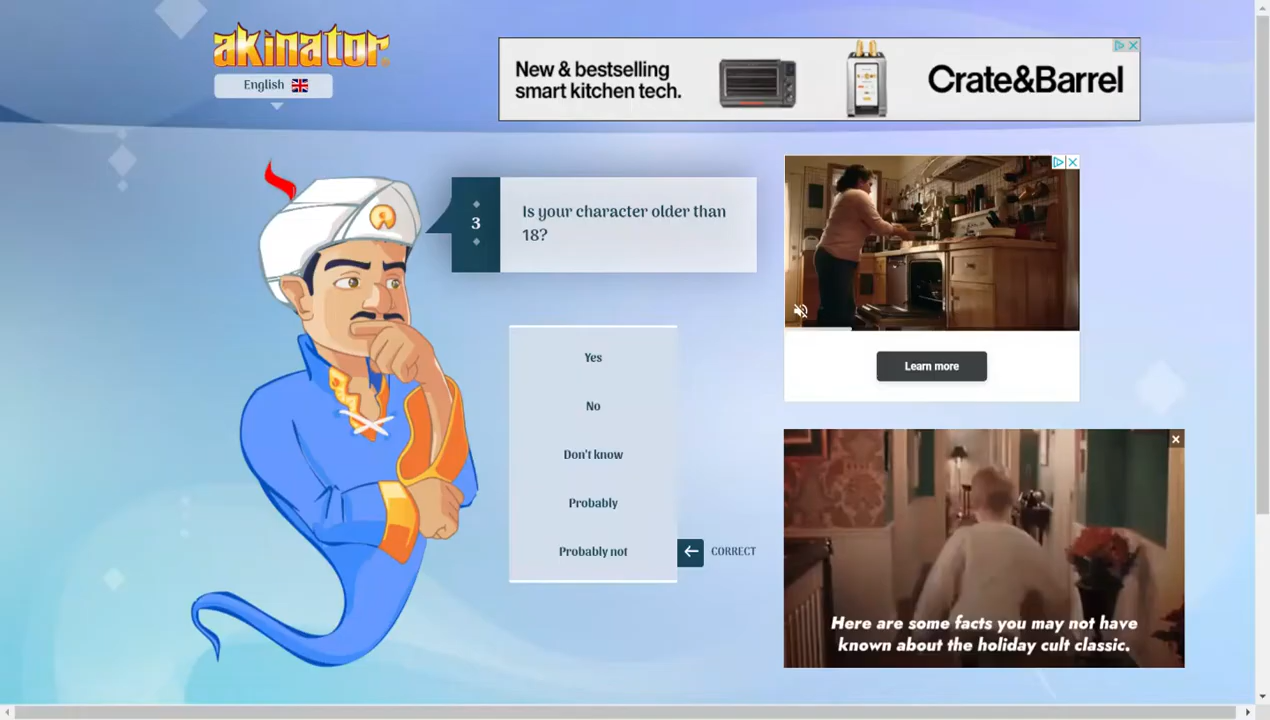 akinator
English
New & bestselling
smart kitchen tech.
Crate&Barrel
3
Is your character older than
18?
Yes
No
Don't know
Probably
Probably not
CORRECT
Learn more
Here are some facts you may not have
known about the holiday cult classic.